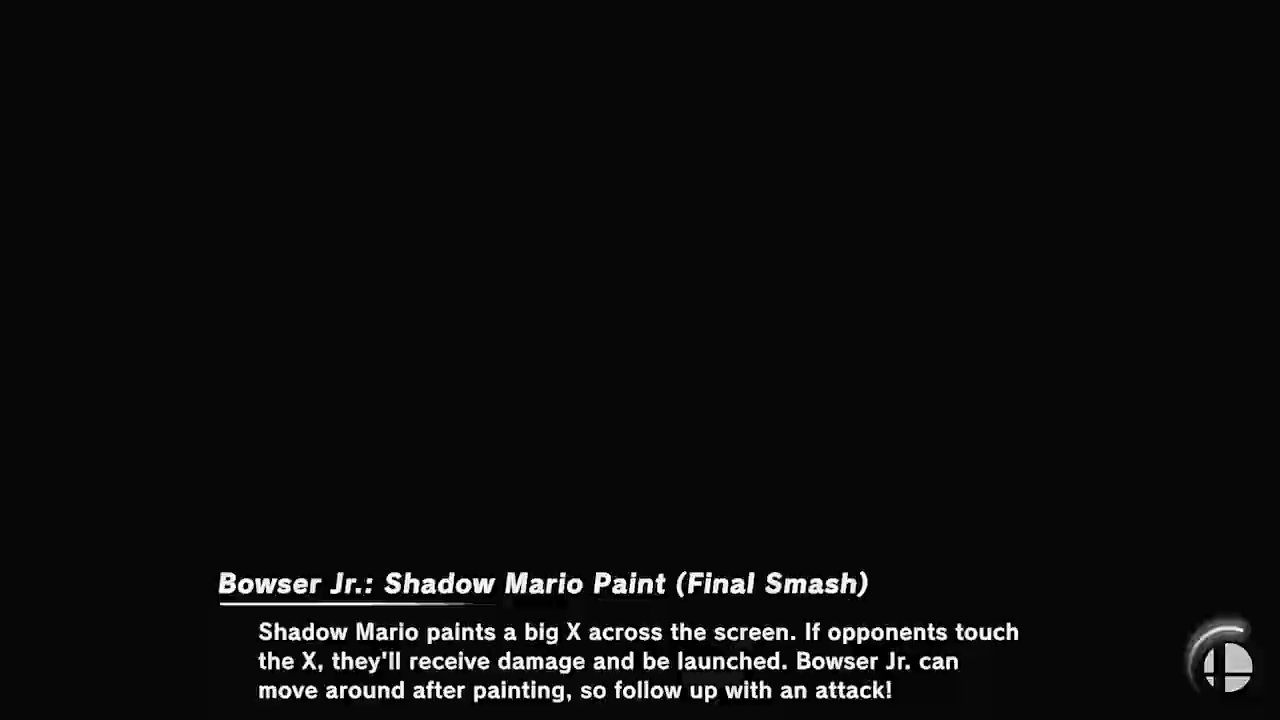 Bowser Jr.: Shadow Mario Paint (Final Smash)
Shadow Mario paints a big X across the screen. If opponents touch
the X, they'll receive damage and be launched. Bowser Jr. can
move around after painting, so follow up with an attack!